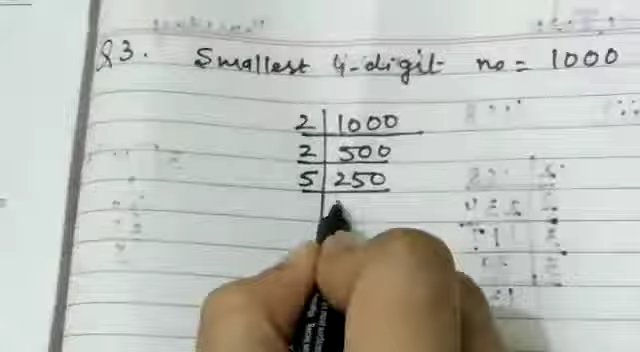 Q3. Smallest 4-digit no = 1000
2 | 1000
2 | 500
5 | 250